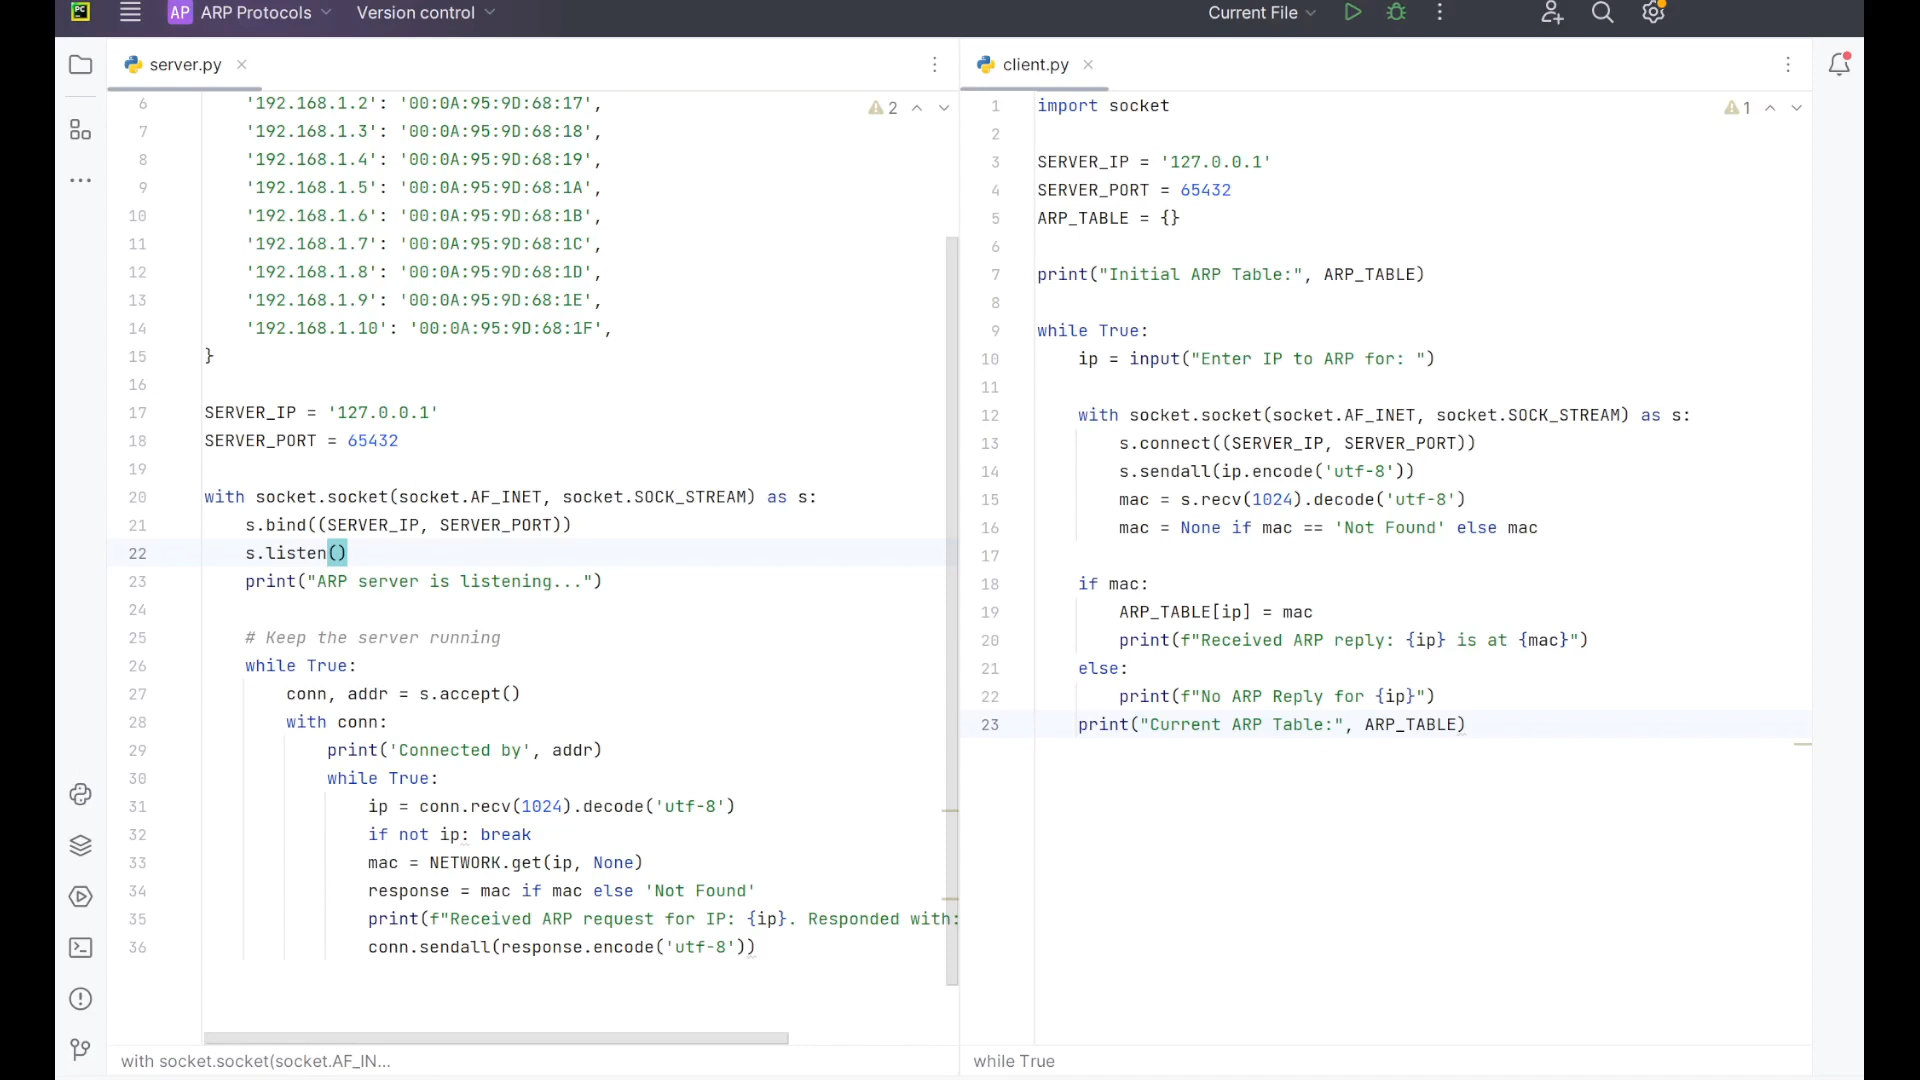 PC
AP ARP Protocols
Version control
Current File
server.py
6 '192.168.1.2': '00:0A:95:9D:68:17',
7 '192.168.1.3': '00:0A:95:9D:68:18',
8 '192.168.1.4': '00:0A:95:9D:68:19',
9 '192.168.1.5': '00:0A:95:9D:68:1A',
10 '192.168.1.6': '00:0A:95:9D:68:1B',
11 '192.168.1.7': '00:0A:95:9D:68:1C',
12 '192.168.1.8': '00:0A:95:9D:68:1D',
13 '192.168.1.9': '00:0A:95:9D:68:1E',
14 '192.168.1.10': '00:0A:95:9D:68:1F',
15 }
16
17 SERVER_IP = '127.0.0.1'
18 SERVER_PORT = 65432
19
20 with socket.socket(socket.AF_INET, socket.SOCK_STREAM) as s:
21 s.bind((SERVER_IP, SERVER_PORT))
22 s.listen()
23 print("ARP server is listening...")
24
25 # Keep the server running
26 while True:
27 conn, addr = s.accept()
28 with conn:
29 print('Connected by', addr)
30 while True:
31 ip = conn.recv(1024).decode('utf-8')
32 if not ip: break
33 mac = NETWORK.get(ip, None)
34 response = mac if mac else 'Not Found'
35 print(f"Received ARP request for IP: {ip}. Responded with:
36 conn.sendall(response.encode('utf-8'))
2
with socket.socket(socket.AF_IN...
client.py
1 import socket
2
3 SERVER_IP = '127.0.0.1'
4 SERVER_PORT = 65432
5 ARP_TABLE = {}
6
7 print("Initial ARP Table:", ARP_TABLE)
8
9 while True:
10 ip = input("Enter IP to ARP for: ")
11
12 with socket.socket(socket.AF_INET, socket.SOCK_STREAM) as s:
13 s.connect((SERVER_IP, SERVER_PORT))
14 s.sendall(ip.encode('utf-8'))
15 mac = s.recv(1024).decode('utf-8')
16 mac = None if mac == 'Not Found' else mac
17
18 if mac:
19 ARP_TABLE[ip] = mac
20 print(f"Received ARP reply: {ip} is at {mac}")
21 else:
22 print(f"No ARP Reply for {ip}")
23 print("Current ARP Table:", ARP_TABLE)
1
while True